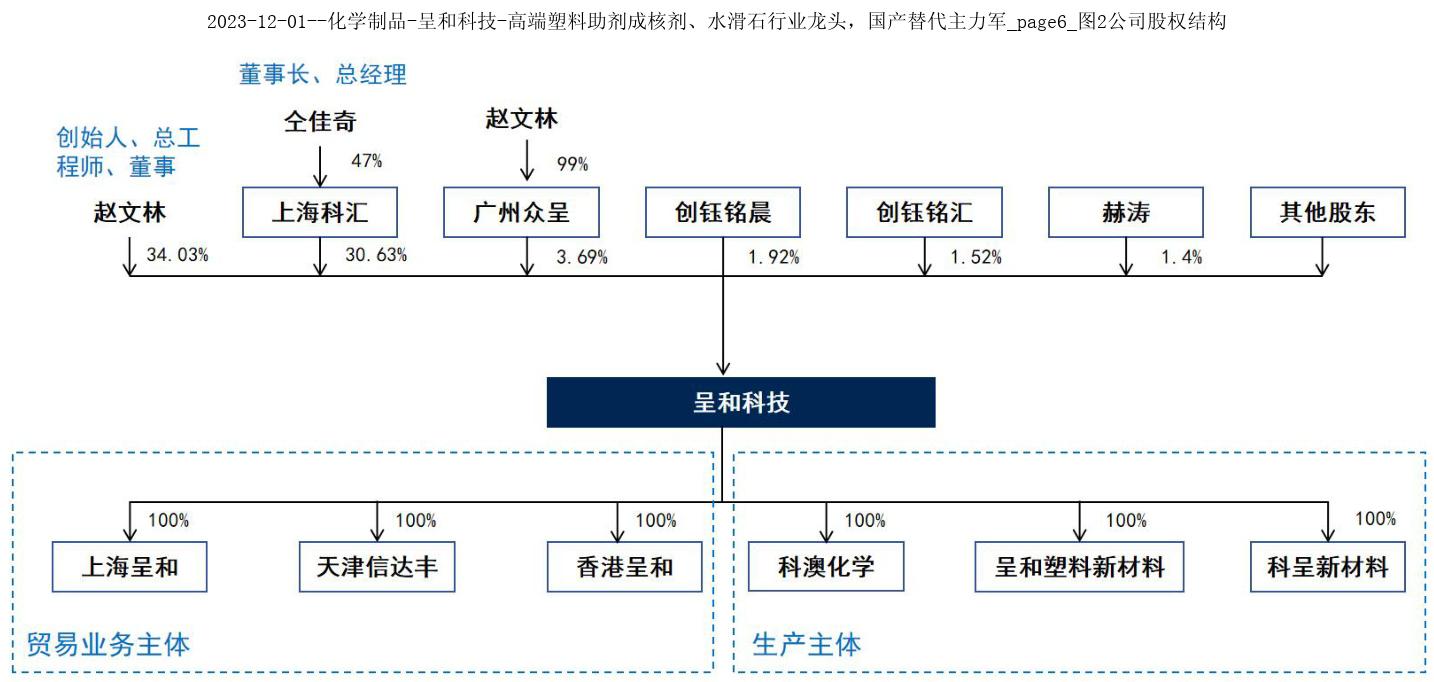 2023-12-01--化学制品-呈和科技-高端塑料助剂成核剂、水滑石行业龙头，国产替代主力军_page6_图2公司股权结构
董事长、总经理
仝佳奇
赵文林
创始人、总工
程师、董事
47%
99%
赵文林
上海科汇
广州众呈
创钰铭晨
创钰铭汇
赫涛
其他股东
34.03%
30.63%
3.69%
1.92%
1.52%
1.4%
呈和科技
100%
100%
100%
100%
100%
100%
上海呈和
天津信达丰
香港呈和
科澳化学
呈和塑料新材料
科呈新材料
贸易业务主体
生产主体